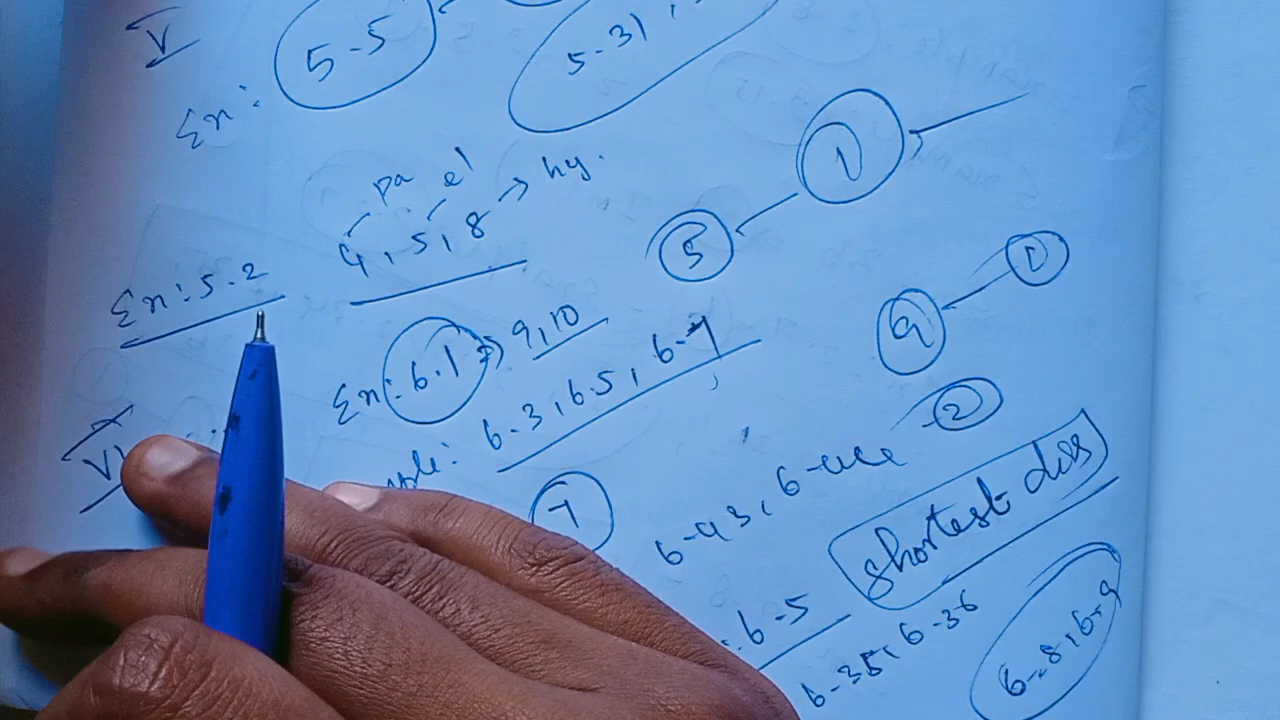 V
Ex: 5-5 5-31,
pa el
4, 5, 8 → hy.
1
5
Ex: 5.2
1
9
Ex: 6.1 → 9, 10
2
6-3, 6.5, 6-7
VI
7
6-43, 6-
shortest diss
6-5
6-35, 6-36
6-8, 6-9